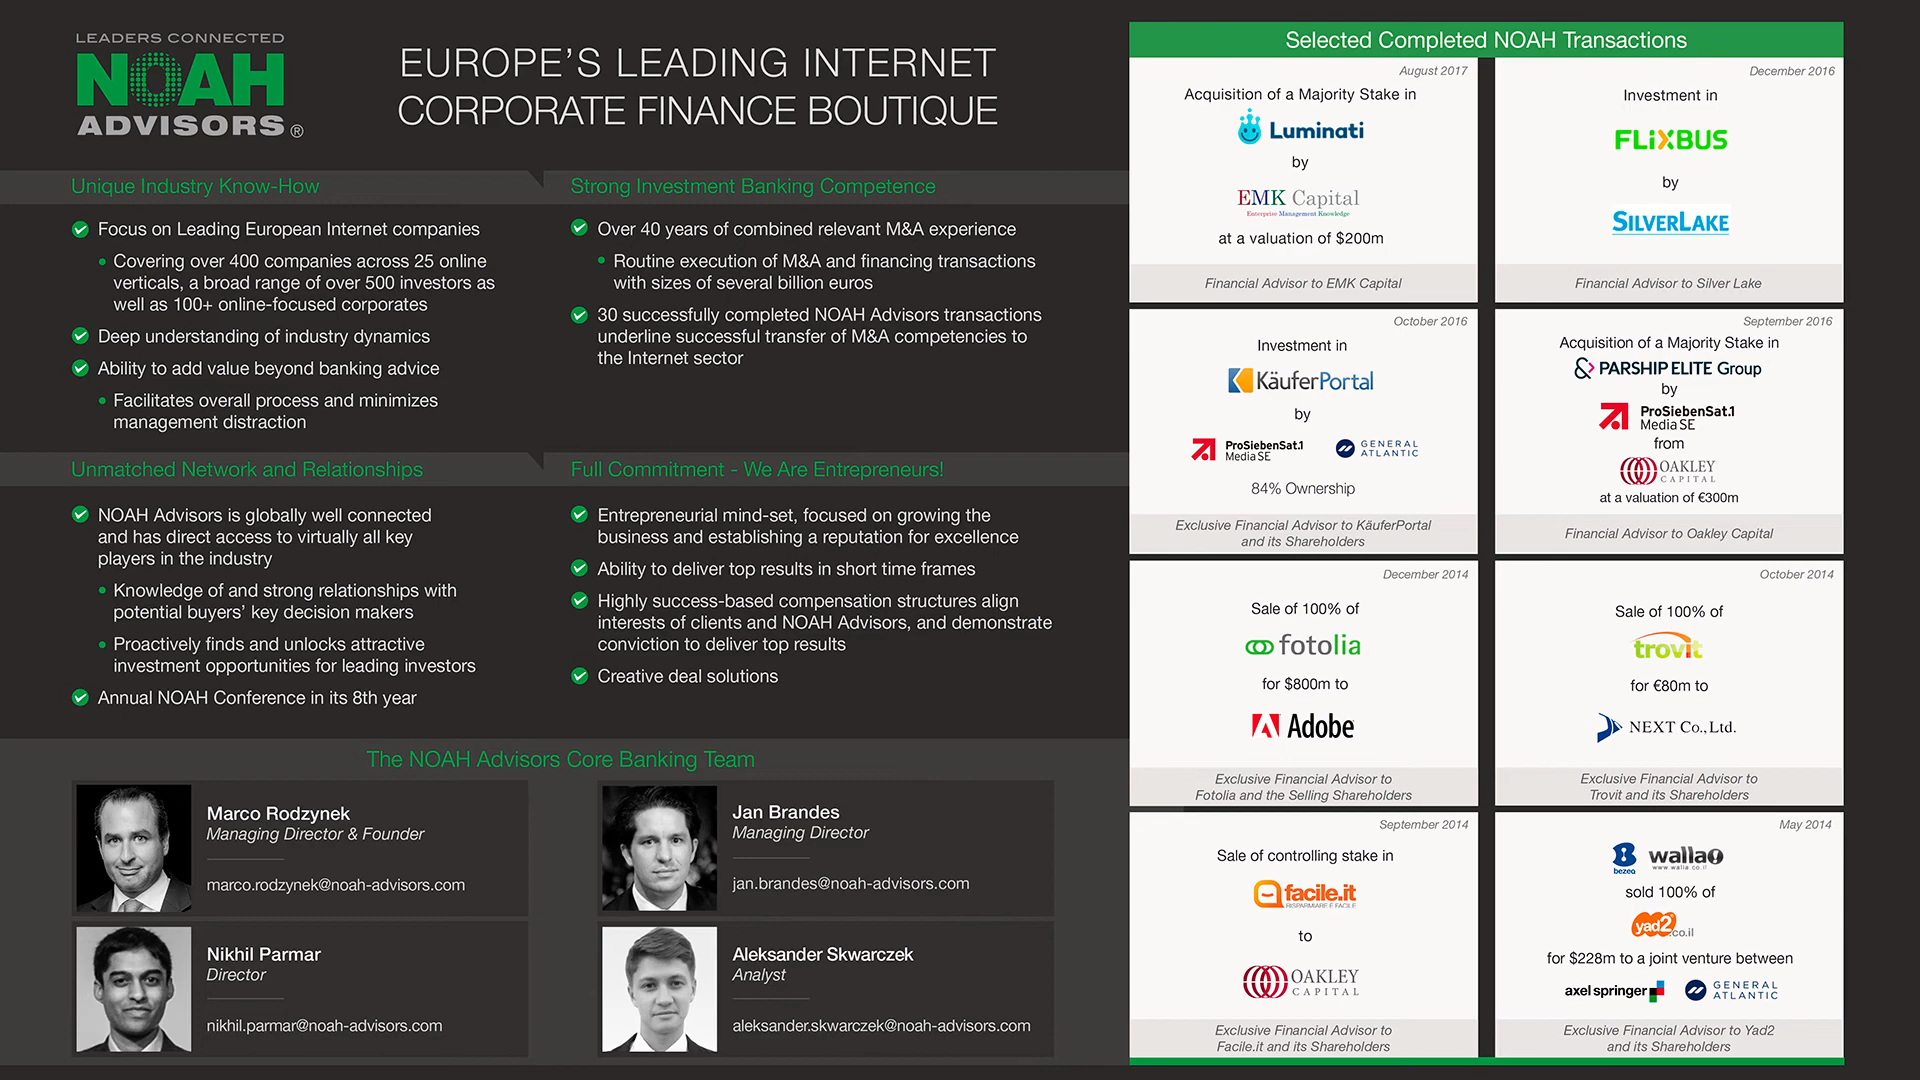 LEADERS CONNECTED
NOAH
ADVISORS®
EUROPE'S LEADING INTERNET
CORPORATE FINANCE BOUTIQUE
Unique Industry Know-How
Focus on Leading European Internet companies
• Covering over 400 companies across 25 online
verticals, a broad range of over 500 investors as
well as 100+ online-focused corporates
Deep understanding of industry dynamics
Ability to add value beyond banking advice
• Facilitates overall process and minimizes
management distraction
Strong Investment Banking Competence
Over 40 years of combined relevant M&A experience
• Routine execution of M&A and financing transactions
with sizes of several billion euros
30 successfully completed NOAH Advisors transactions
underline successful transfer of M&A competencies to
the Internet sector
Unmatched Network and Relationships
NOAH Advisors is globally well connected
and has direct access to virtually all key
players in the industry
• Knowledge of and strong relationships with
potential buyers' key decision makers
• Proactively finds and unlocks attractive
investment opportunities for leading investors
Annual NOAH Conference in its 8th year
Full Commitment - We Are Entrepreneurs!
Entrepreneurial mind-set, focused on growing the
business and establishing a reputation for excellence
Ability to deliver top results in short time frames
Highly success-based compensation structures align
interests of clients and NOAH Advisors, and demonstrate
conviction to deliver top results
Creative deal solutions
The NOAH Advisors Core Banking Team
Marco Rodzynek
Managing Director & Founder
marco.rodzynek@noah-advisors.com
Jan Brandes
Managing Director
jan.brandes@noah-advisors.com
Nikhil Parmar
Director
nikhil.parmar@noah-advisors.com
Aleksander Skwarczek
Analyst
aleksander.skwarczek@noah-advisors.com
Selected Completed NOAH Transactions
August 2017
Acquisition of a Majority Stake in
Luminati
by
EMK Capital
Enterprise Management Knowledge
at a valuation of $200m
Financial Advisor to EMK Capital
December 2016
Investment in
FLiXBUS
by
SILVERLAKE
Financial Advisor to Silver Lake
October 2016
Investment in
KäuferPortal
by
ProSiebenSat.1
Media SE
GENERAL
ATLANTIC
84% Ownership
Exclusive Financial Advisor to KäuferPortal
and its Shareholders
September 2016
Acquisition of a Majority Stake in
PARSHIP ELITE Group
by
ProSiebenSat.1
Media SE
from
OAKLEY
CAPITAL
at a valuation of €300m
Financial Advisor to Oakley Capital
December 2014
Sale of 100% of
fotolia
for $800m to
Adobe
Exclusive Financial Advisor to
Fotolia and the Selling Shareholders
October 2014
Sale of 100% of
trovit
for €80m to
NEXT Co., Ltd.
Exclusive Financial Advisor to
Trovit and its Shareholders
September 2014
Sale of controlling stake in
facile.it
RISPARMIARE È FACILE
to
OAKLEY
CAPITAL
Exclusive Financial Advisor to
Facile.it and its Shareholders
May 2014
bezeq
walla!
www.walla.co.il
sold 100% of
yad2.co.il
for $228m to a joint venture between
axel springer
GENERAL
ATLANTIC
Exclusive Financial Advisor to Yad2
and its Shareholders